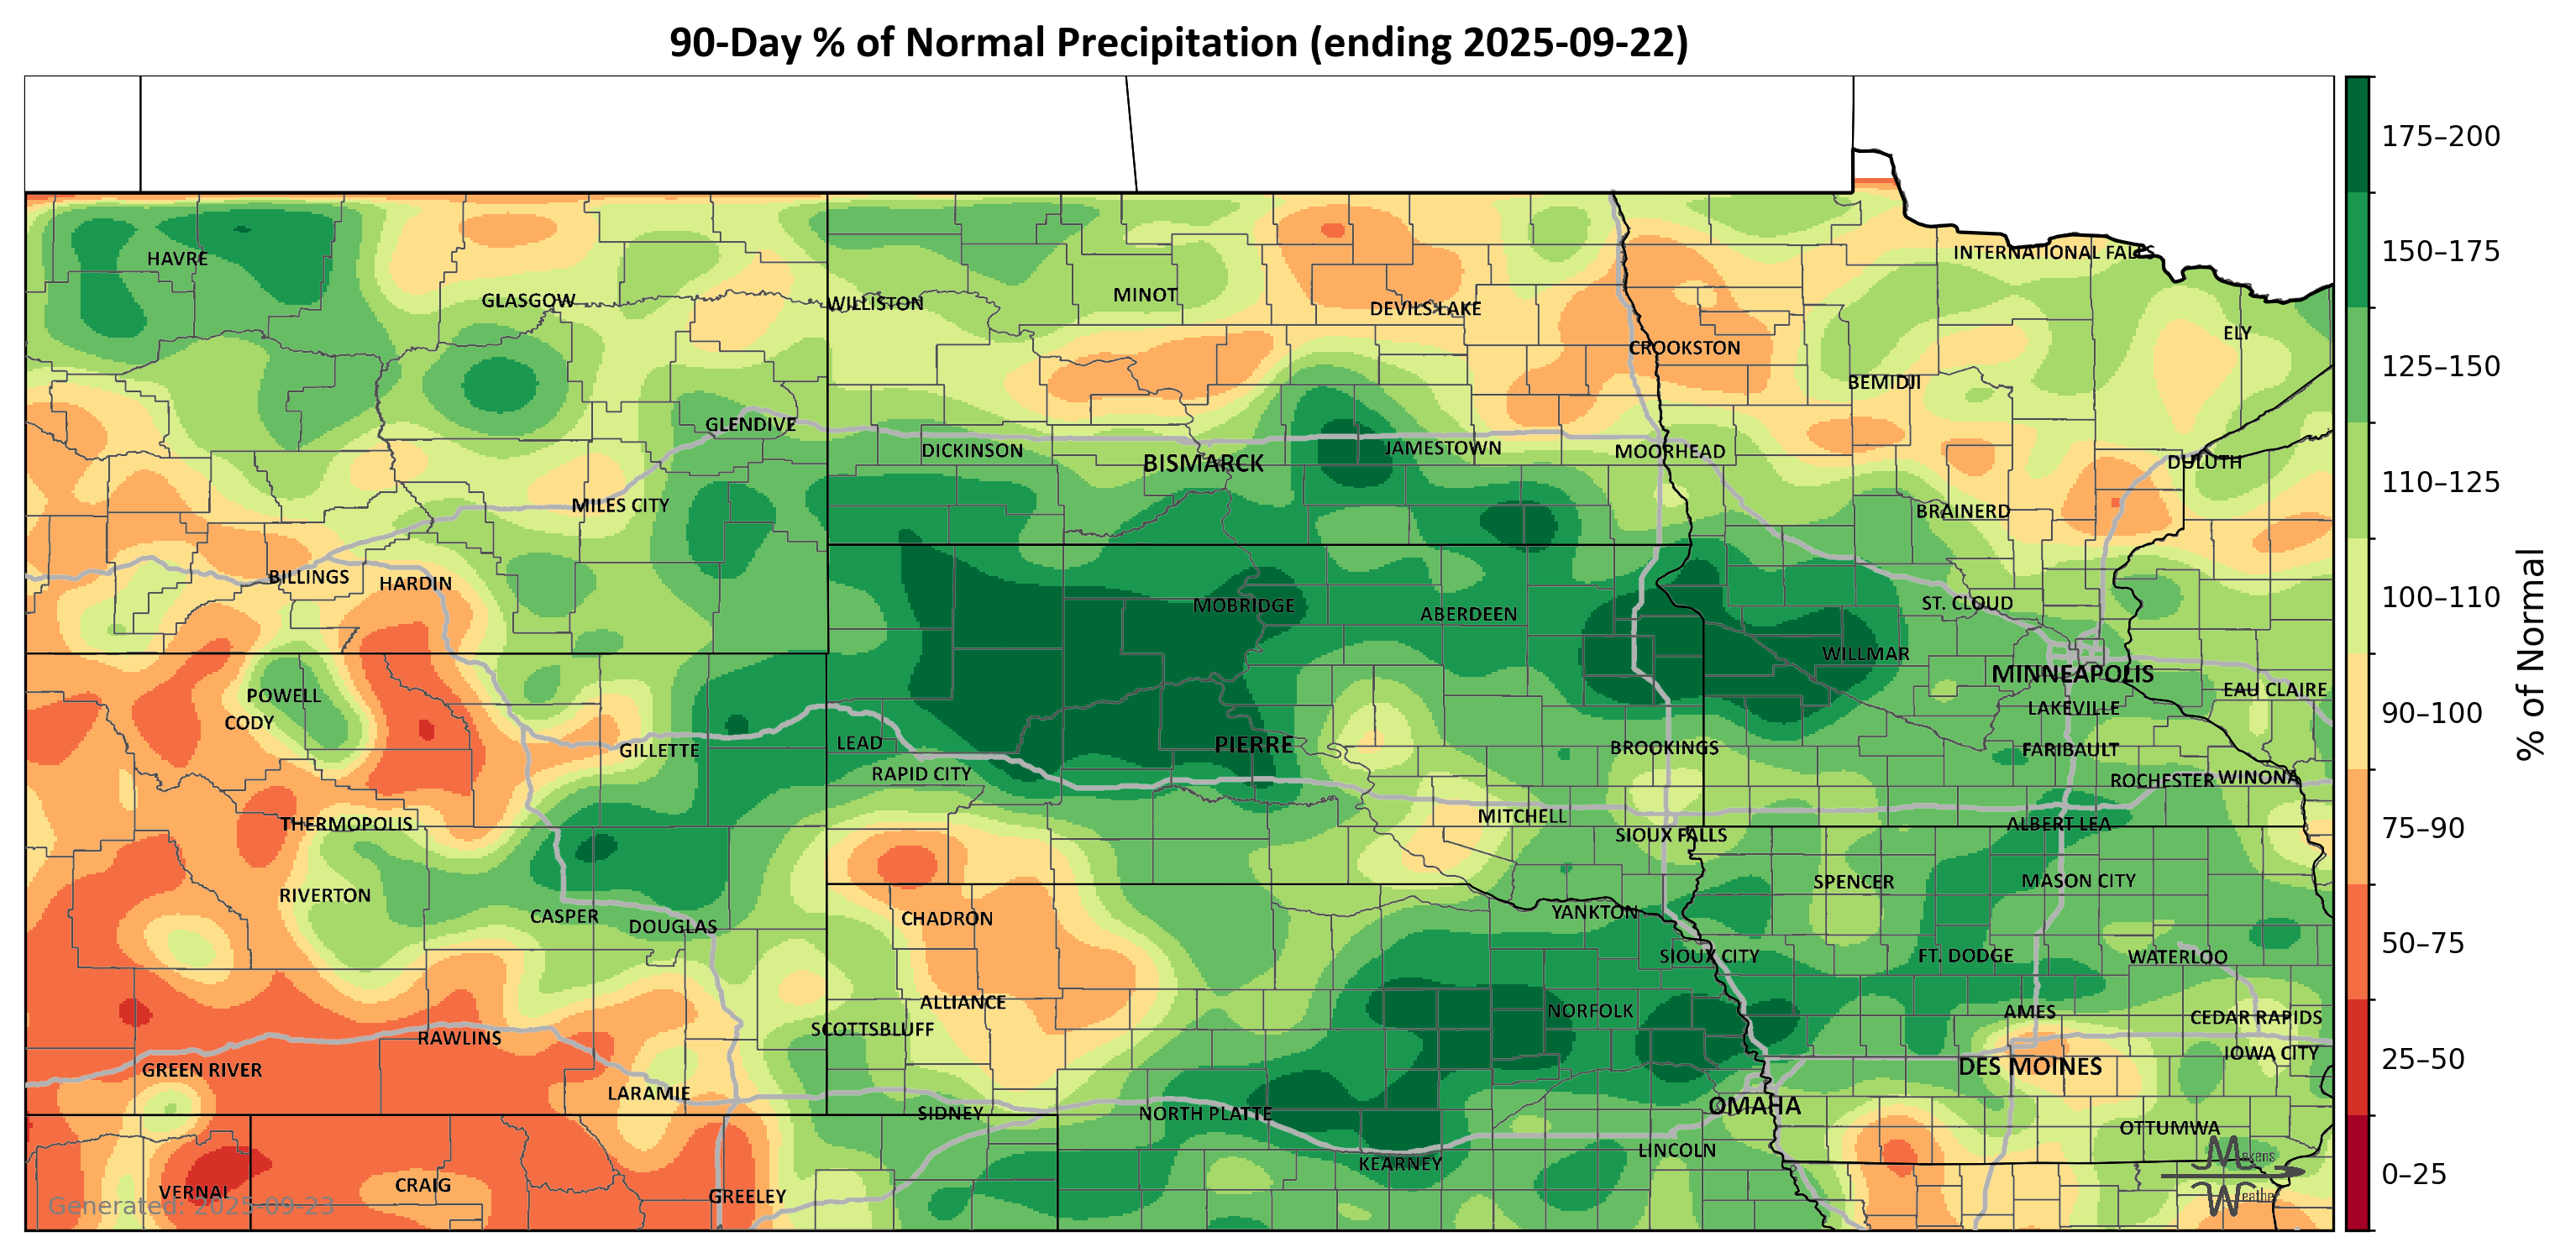 90-Day % of Normal Precipitation (ending 2025-09-22)
175–200
150–175
125–150
110–125
100–110
90–100
75–90
50–75
25–50
0–25
% of Normal
HAVRE
INTERNATIONAL FALLS
GLASGOW
WILLISTON
MINOT
DEVILS LAKE
ELY
CROOKSTON
BEMIDJI
GLENDIVE
DICKINSON
BISMARCK
JAMESTOWN
MOORHEAD
DULUTH
MILES CITY
BRAINERD
BILLINGS
HARDIN
MOBRIDGE
ABERDEEN
ST. CLOUD
WILLMAR
MINNEAPOLIS
POWELL
CODY
EAU CLAIRE
LAKEVILLE
GILLETTE
LEAD
PIERRE
BROOKINGS
FARIBAULT
RAPID CITY
ROCHESTER
WINONA
THERMOPOLIS
MITCHELL
SIOUX FALLS
ALBERT LEA
RIVERTON
SPENCER
MASON CITY
CASPER
DOUGLAS
CHADRON
YANKTON
SIOUX CITY
FT. DODGE
WATERLOO
ALLIANCE
NORFOLK
AMES
CEDAR RAPIDS
SCOTTSBLUFF
RAWLINS
GREEN RIVER
DES MOINES
IOWA CITY
LARAMIE
SIDNEY
NORTH PLATTE
OMAHA
OTTUMWA
LINCOLN
KEARNEY
VERNAL
CRAIG
GREELEY
Generated: 2025-09-23
Makens
Weather